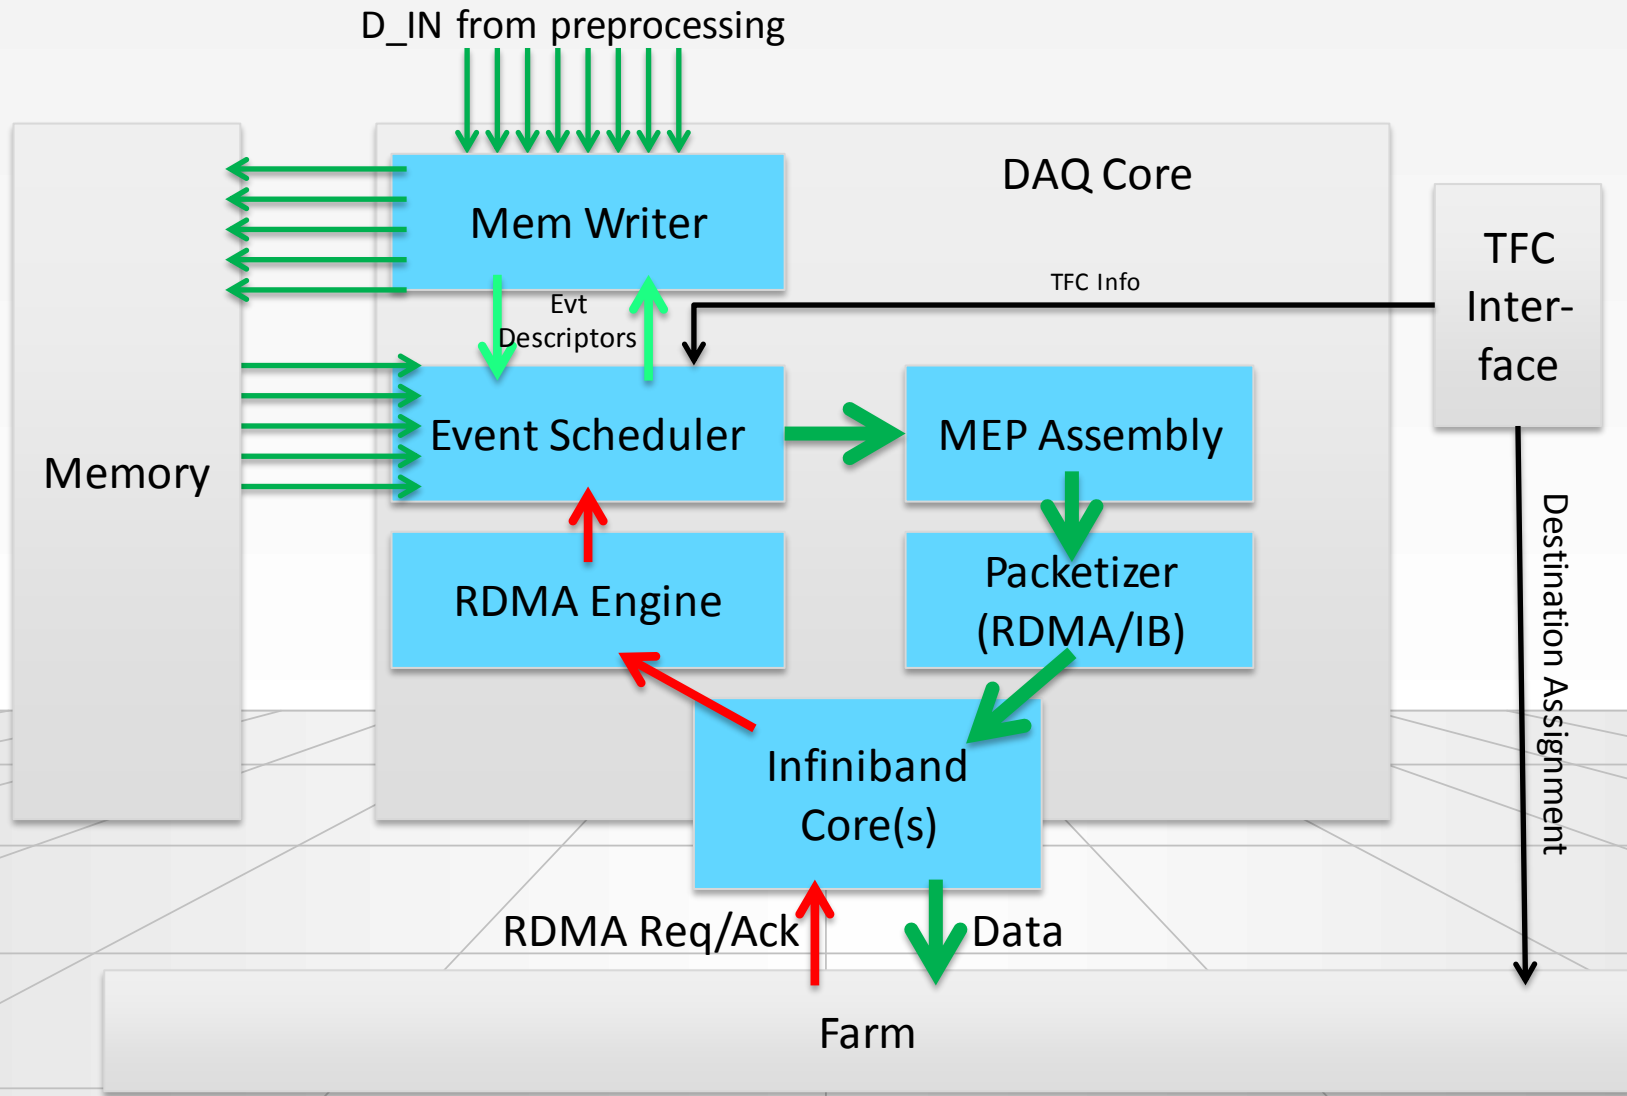 D_IN from preprocessing
DAQ Core
Mem Writer
TFC
Inter-
face
TFC Info
Evt
Descriptors
Event Scheduler
MEP Assembly
Memory
RDMA Engine
Packetizer
(RDMA/IB)
Destination Assignment
Infiniband
Core(s)
RDMA Req/Ack
Data
Farm